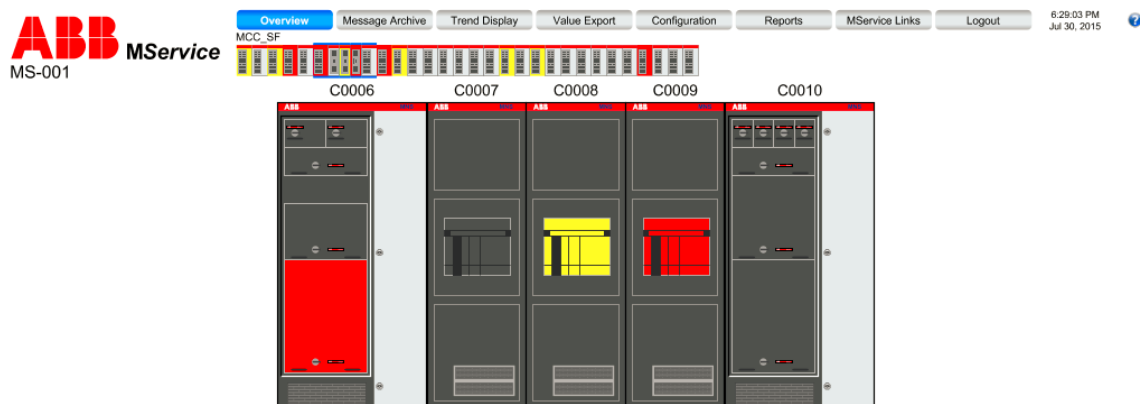 Overview Message Archive Trend Display Value Export Configuration Reports MService Links Logout
6:29:03 PM
Jul 30, 2015
?
ABB MService
MS-001
MCC_SF
C0006 C0007 C0008 C0009 C0010
ABB ABB ABB ABB ABB